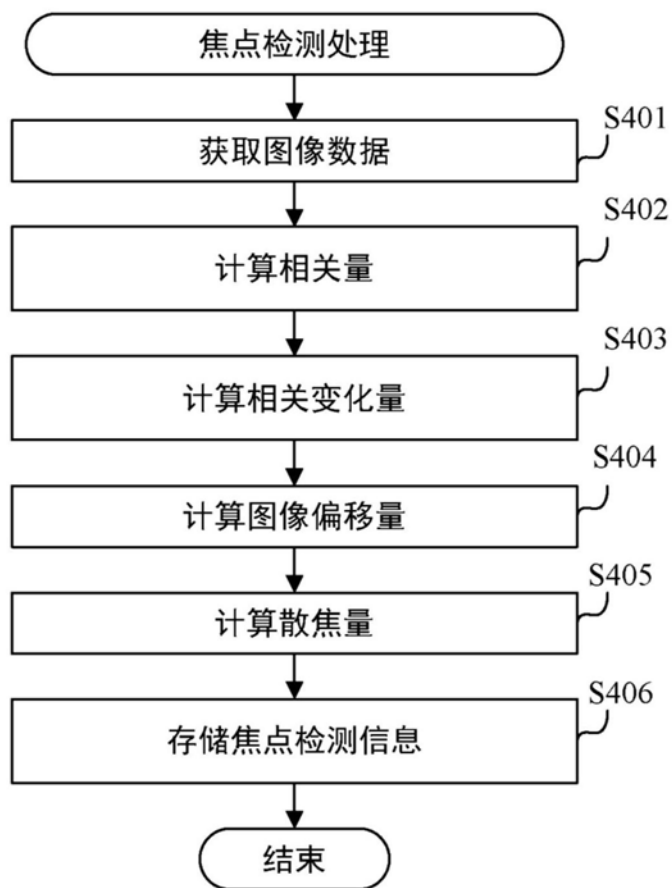 焦点检测处理
S401
获取图像数据
S402
计算相关量
S403
计算相关变化量
S404
计算图像偏移量
S405
计算散焦量
S406
存储焦点检测信息
结束